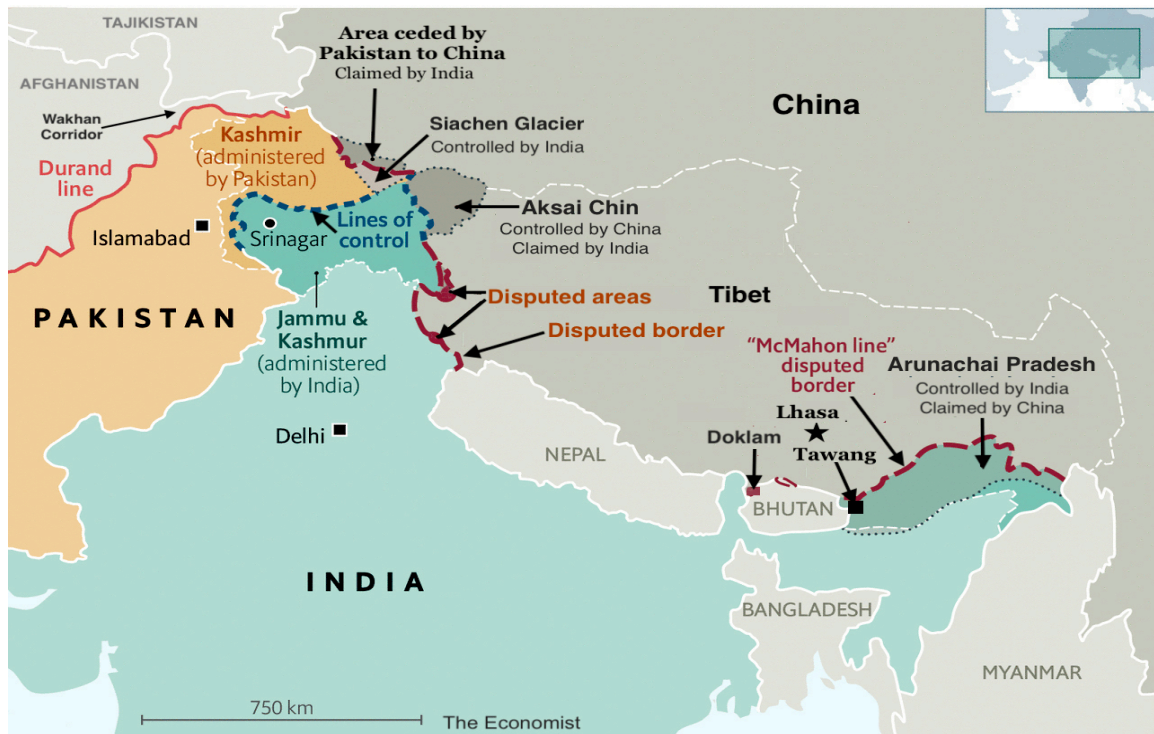 TAJIKISTAN
Area ceded by
Pakistan to China
Claimed by India
AFGHANISTAN
China
Wakhan
Corridor
Siachen Glacier
Controlled by India
Kashmir
(administered
by Pakistan)
Durand
line
Aksai Chin
Controlled by China
Claimed by India
Lines of
control
Srinagar
Islamabad
Disputed areas
Tibet
PAKISTAN
Jammu &
Kashmur
(administered
by India)
Disputed border
"McMahon line"
disputed
border
Arunachai Pradesh
Controlled by India
Claimed by China
Lhasa
Delhi
Doklam
Tawang
NEPAL
BHUTAN
INDIA
BANGLADESH
MYANMAR
750 km
The Economist